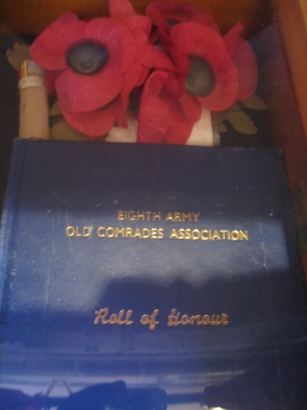 EIGHTH ARMY
OLD COMRADES ASSOCIATION
Roll of Honour